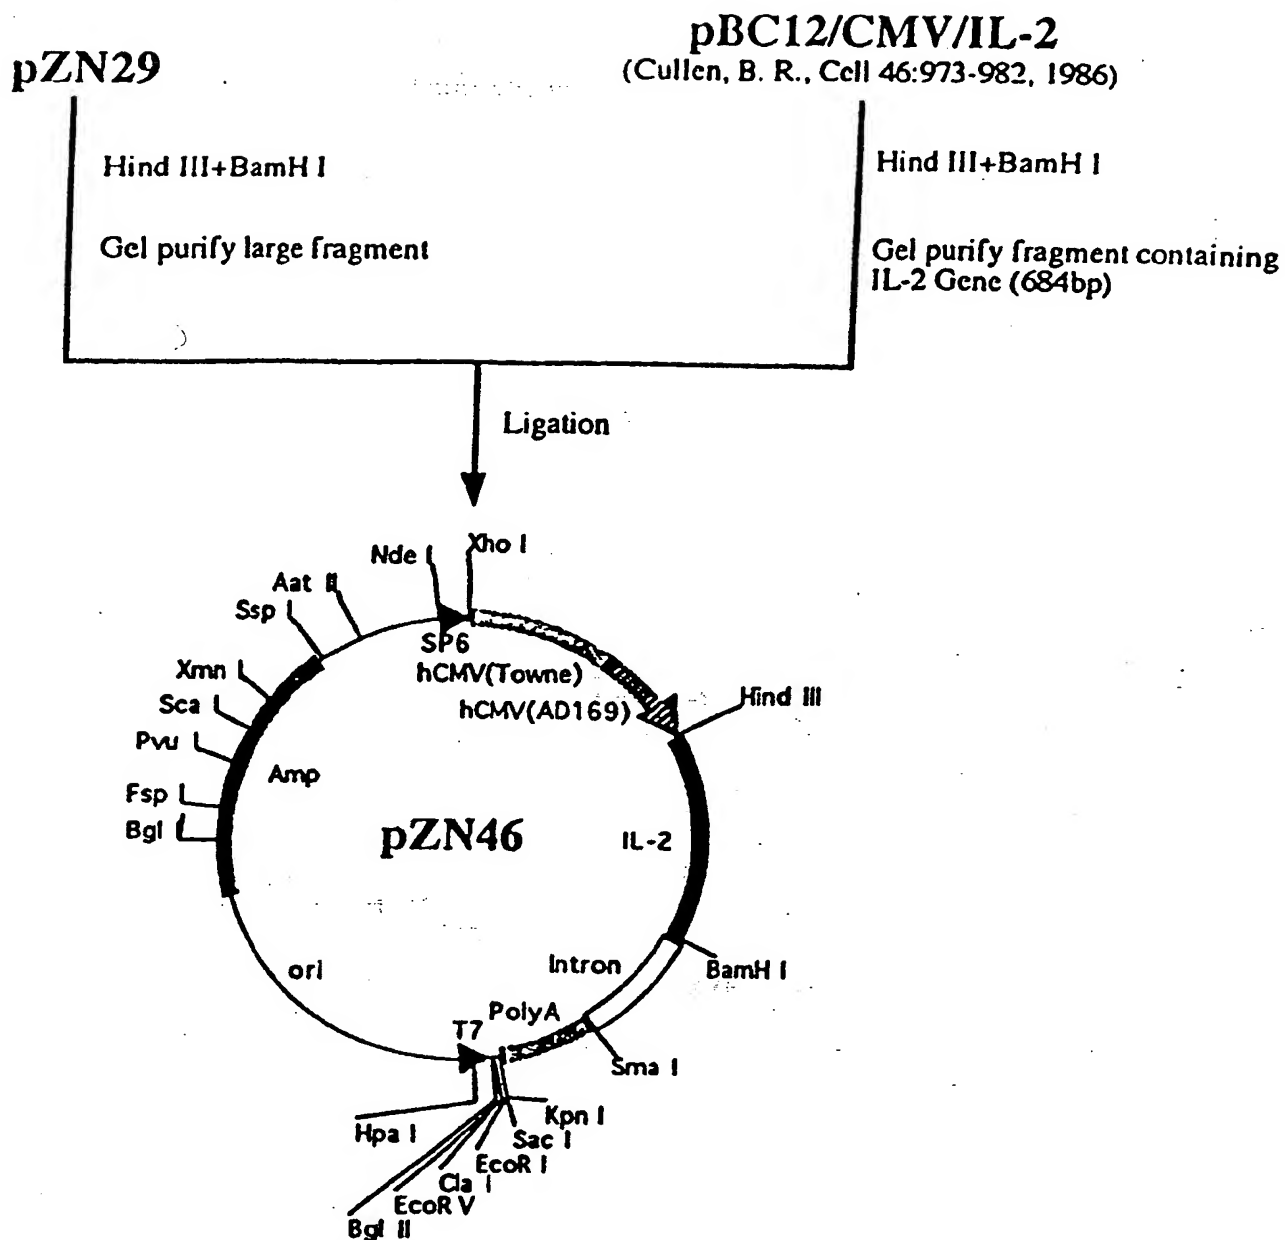 pZN29
pBC12/CMV/IL-2
(Cullen, B. R., Cell 46:973-982, 1986)
Hind III+BamH I
Hind III+BamH I
Gel purify large fragment
Gel purify fragment containing
IL-2 Gene (684bp)
Ligation
Nde I
Xho I
Aat II
Ssp I
SP6
Xmn I
hCMV(Towne)
Sca I
hCMV(AD169)
Hind III
Pvu I
Amp
Fsp I
Bgl I
pZN46
IL-2
ori
Intron
BamH I
PolyA
T7
Sma I
Kpn I
Hpa I
Sac I
EcoR I
Cla I
EcoR V
Bgl II